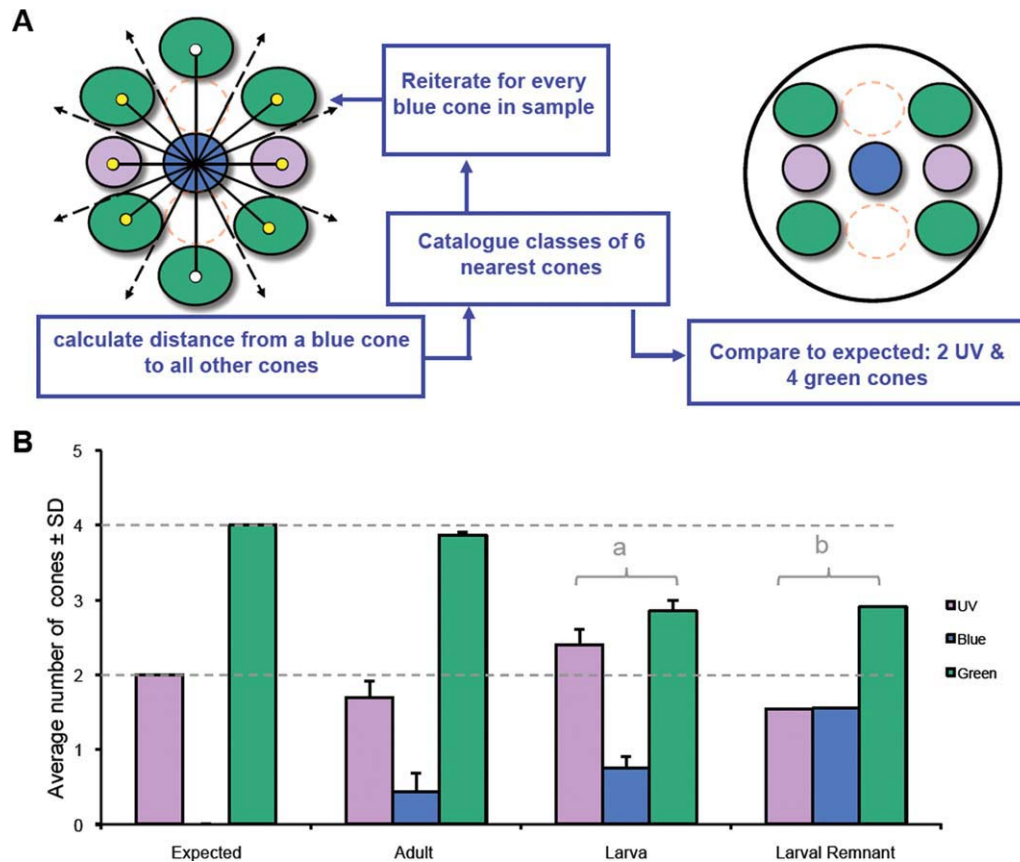 A
Reiterate for every
blue cone in sample
Catalogue classes of 6
nearest cones
calculate distance from a blue cone
to all other cones
Compare to expected: 2 UV &
4 green cones
B
Average number of cones ± SD
5
4
3
2
1
0
a
b
UV
Blue
Green
Expected
Adult
Larva
Larval Remnant